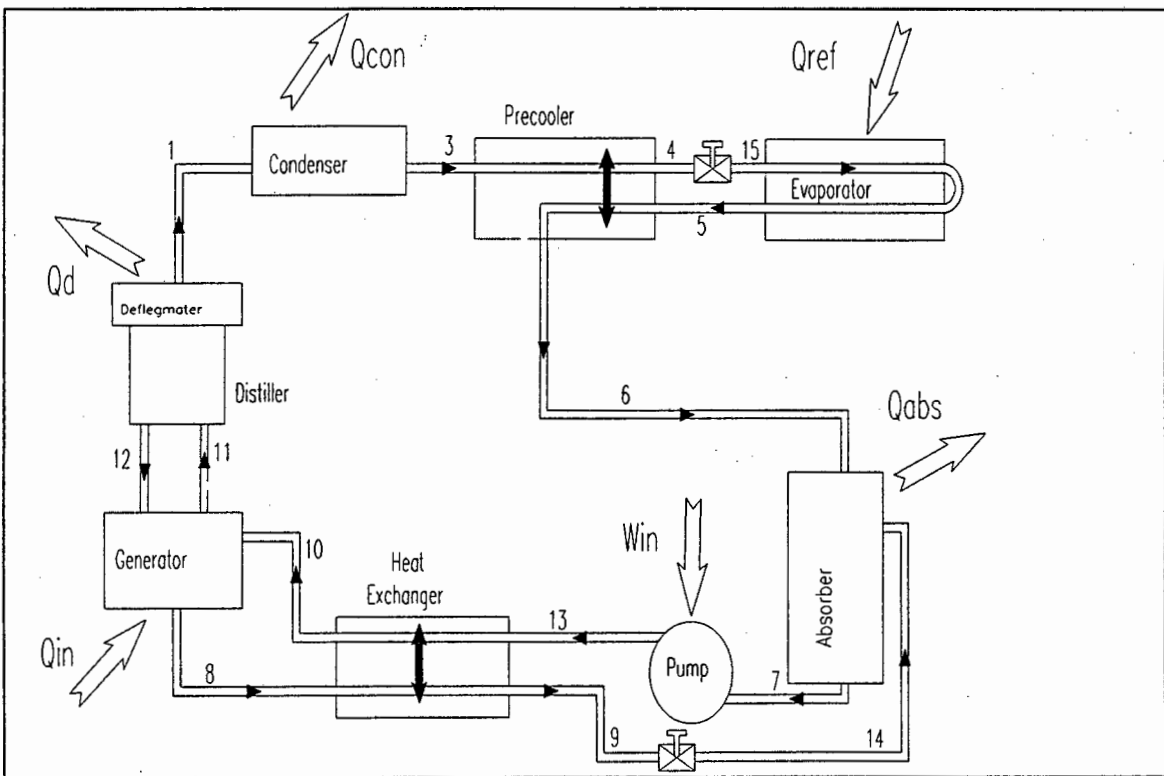 Qcon
Qref
Precooler
1
Condenser
3
4
15
Evaporator
5
Qd
Deflegmater
Distiller
12
11
6
Qabs
Generator
10
Heat
Exchanger
Win
13
Absorber
Pump
Qin
8
7
9
14